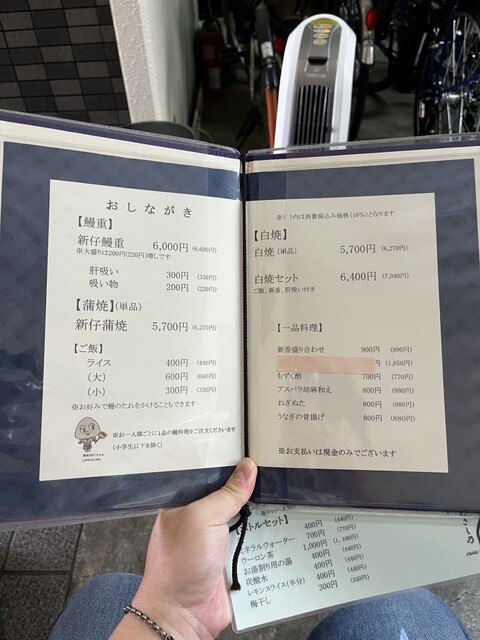 おしながき
【鰻重】
新仔鰻重 6,000円 (6,600円)
※大盛りは200円(220円)増しです
肝吸い 300円 (330円)
吸い物 200円 (220円)
【蒲焼】(単品)
新仔蒲焼 5,700円 (6,270円)
【ご飯】
ライス 400円 (440円)
(大) 600円 (660円)
(小) 300円 (330円)
※お好みで鰻のたれをかけることもできます
※お一人様ごとに1品の鰻料理をご注文くださいませ
(小学生以下を除く)
※( )内は消費税込み価格(10%)となります
【白焼】
白焼(単品) 5,700円 (6,270円)
白焼セット 6,400円 (7,040円)
ご飯、新香、肝吸い付き
【一品料理】
新香盛り合わせ 900円 (990円)
円 (1,650円)
もずく酢 700円 (770円)
アスパラ胡麻和え 800円 (880円)
ねぎぬた 800円 (880円)
うなぎの骨揚げ 800円 (880円)
※お支払いは現金のみでございます
ボトルセット】 400円 (440円)
ミネラルウォーター 700円 (770円)
ウーロン茶 1,000円 (1,100円)
お湯割り用の湯 400円 (440円)
炭酸水 400円 (440円)
レモンスライス(半分) 400円 (440円)
梅干し 300円 (330円)